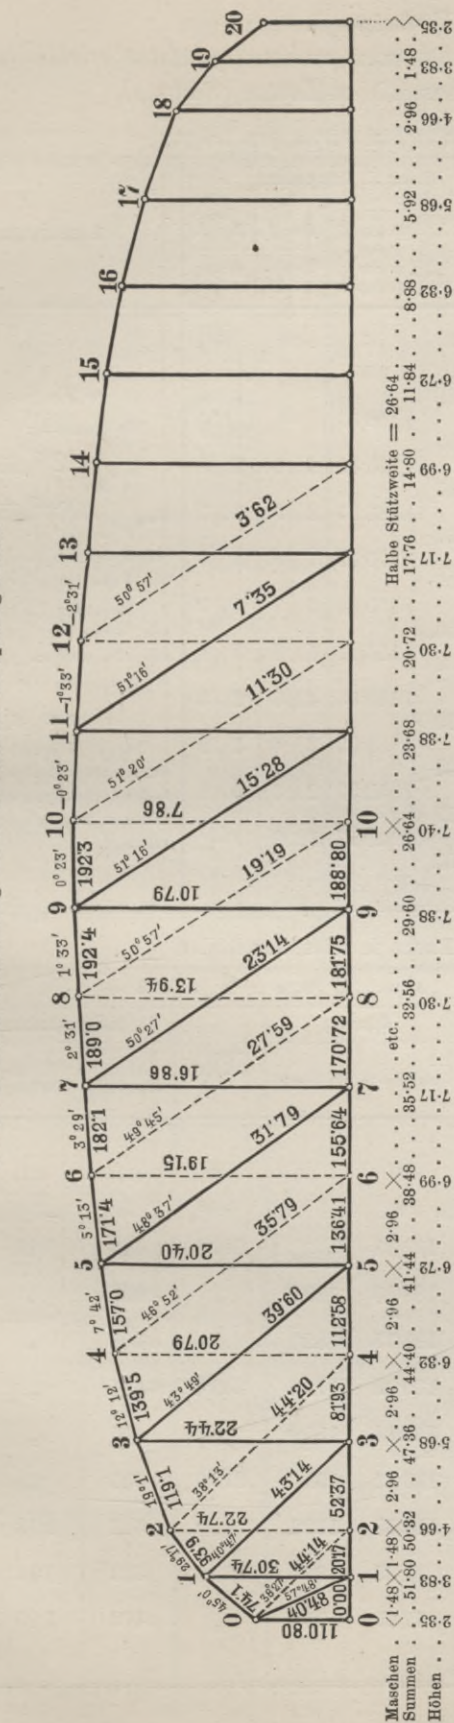 0 1 2 3 4 5 6 7 8 9 10 11 12 13 14 15 16 17 18 19 20
45° 0′ 29° 17′ 19° 1′ 12° 12′ 7° 42′ 5° 13′ 3° 29′ 2° 31′ 1° 33′ 0° 23′ –0° 23′ –1° 33′ –2° 31′
74·1 93·9 119·1 139·5 157·0 171·4 182·1 189·0 192·4 192·3
38° 13′ 43° 49′ 46° 52′ 48° 37′ 49° 45′ 50° 27′ 50° 57′ 51° 16′ 51° 20′ 51° 16′ 50° 57′
57° 48′
110·80 30·74 22·74 22·44 20·79 20·40 19·15 16·86 13·94 10·79 7·86
84·04 44·14 43·14 44·20 39·60 35·79 31·79 27·59 23·14 19·19 15·28 11·30 7·35 3·62
0·00 20·17 52·37 81·93 112·58 136·41 155·64 170·72 181·75 188·80
0 1 2 3 4 5 6 7 8 9 10
Halbe Stützweite = 26·64
Maschen . <1·48×1·48× . 2·96 . × . 2·96 . × . 2·96 . × . 2·96 . × . . etc. . . . . ×
Summen . . 51·80 50·32 . . 47·36 . . 44·40 . . 41·44 . . 38·48 . . 35·52 . . 32·56 . . 29·60 . . 26·64 . . 23·68 . . 20·72 . . 17·76 . . 14·80 . . 11·84 . . 8·88 . . 5·92 . . 2·96 . 1·48
Höhen . . 2·35 . 3·83 . 4·66 . . 5·68 . . 6·32 . . 6·72 . . 6·99 . . 7·17 . . 7·30 . . 7·38 . . 7·40 . . 7·38 . . 7·30 . . 7·17 . . 6·99 . . 6·72 . . 6·32 . . 5·68 . . 4·66 . 3·83 . 2·35